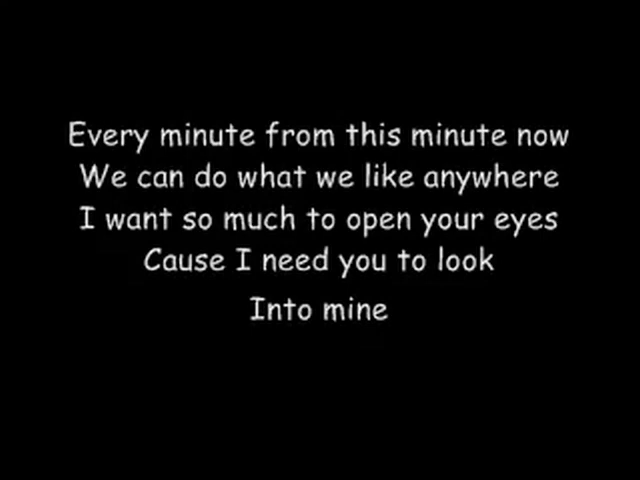 Every minute from this minute now
We can do what we like anywhere
I want so much to open your eyes
Cause I need you to look
Into mine